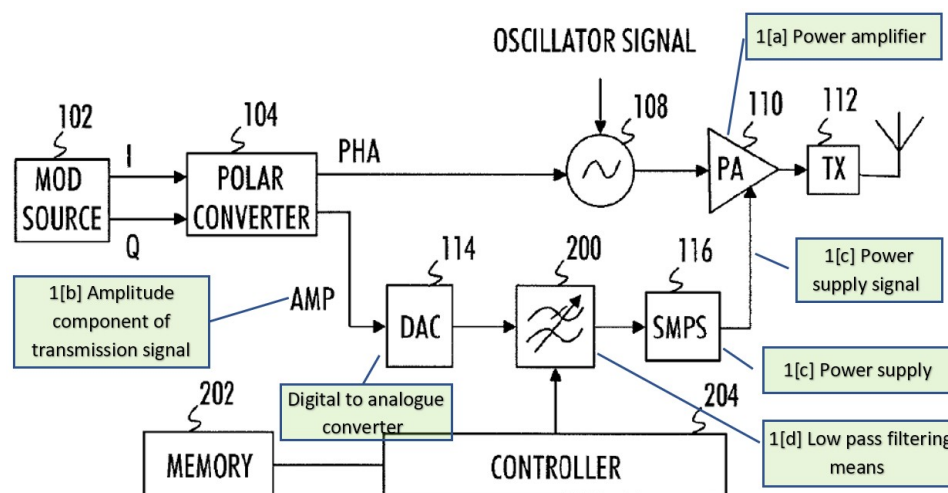 1[a] Power amplifier
OSCILLATOR SIGNAL
102
104
108
110
112
I
PHA
MOD
SOURCE
POLAR
CONVERTER
PA
TX
Q
1[b] Amplitude
component of
transmission signal
AMP
114
200
116
1[c] Power
supply signal
DAC
SMPS
1[c] Power supply
Digital to analogue
converter
202
204
1[d] Low pass filtering
means
MEMORY
CONTROLLER